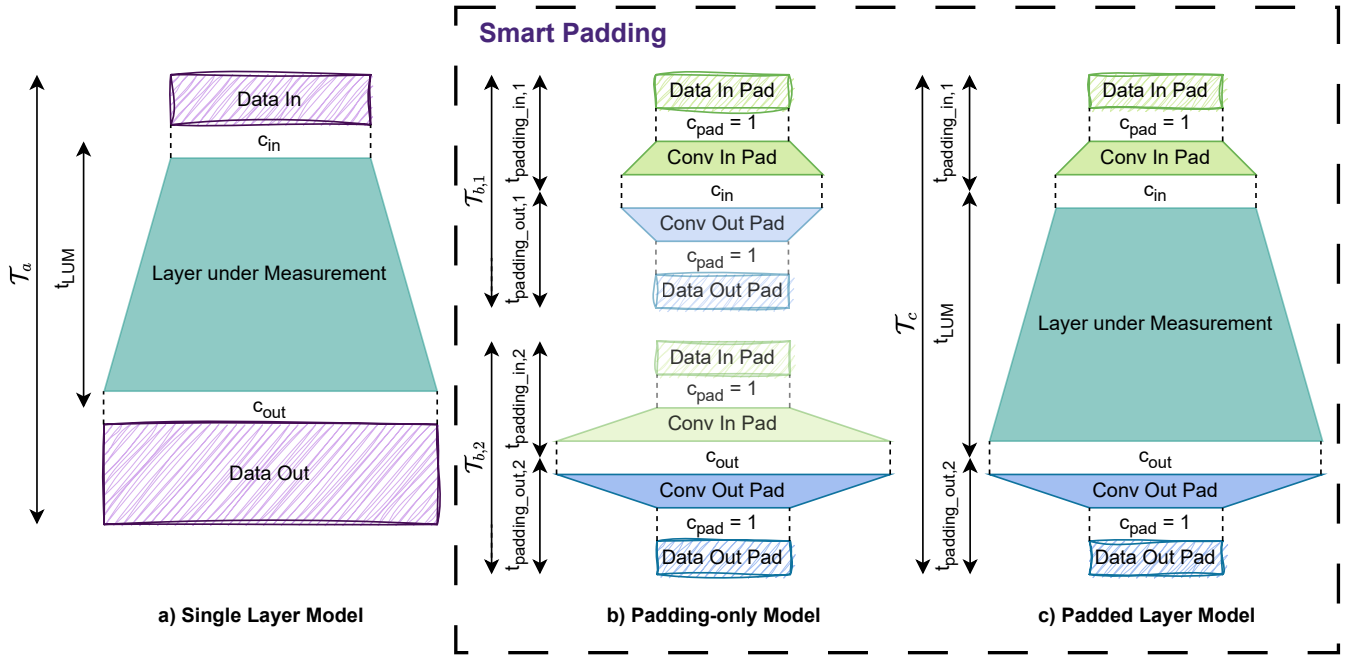 Smart Padding
𝒯a
tLUM
Data In
cin
Layer under Measurement
cout
Data Out
a) Single Layer Model
𝒯b,1
tpadding_in,1
tpadding_out,1
Data In Pad
cpad = 1
Conv In Pad
cin
Conv Out Pad
cpad = 1
Data Out Pad
𝒯b,2
tpadding_in,2
tpadding_out,2
Data In Pad
cpad = 1
Conv In Pad
cout
Conv Out Pad
cpad = 1
Data Out Pad
b) Padding-only Model
𝒯c
tpadding_in,1
tLUM
tpadding_out,2
Data In Pad
cpad = 1
Conv In Pad
cin
Layer under Measurement
cout
Conv Out Pad
cpad = 1
Data Out Pad
c) Padded Layer Model